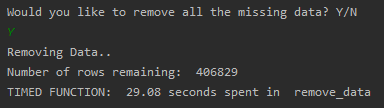 Would you like to remove all the missing data? Y/N
Y
Removing Data..
Number of rows remaining:  406829
TIMED FUNCTION:  29.08 seconds spent in  remove_data